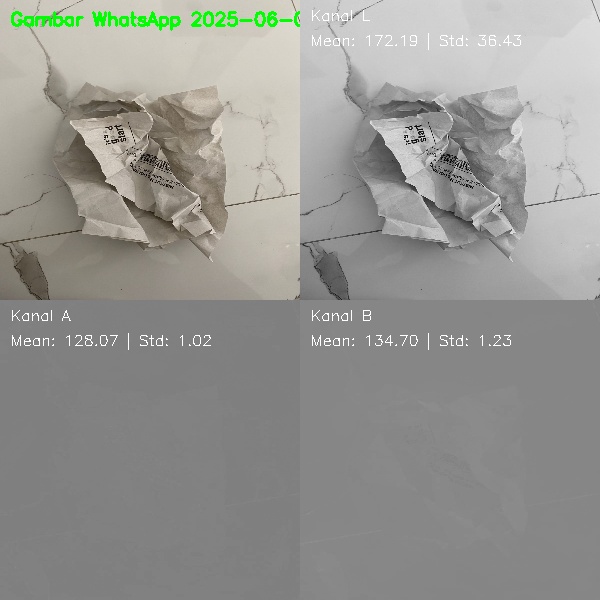 Gambar WhatsApp 2025-06-0
Kanal L
Mean: 172.19 | Std: 36.43
Kanal A
Mean: 128.07 | Std: 1.02
Kanal B
Mean: 134.70 | Std: 1.23